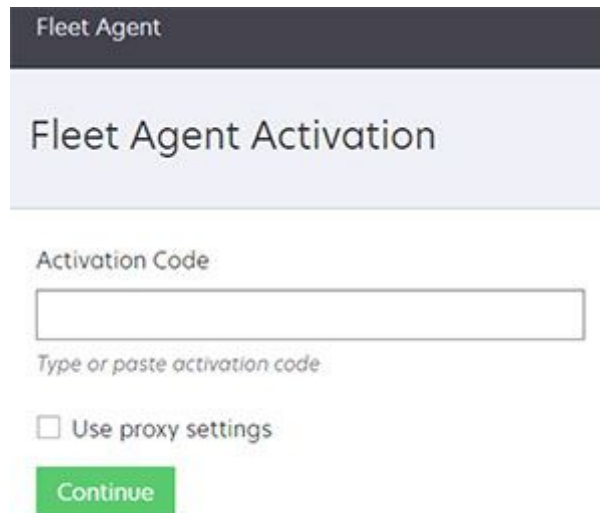 Fleet Agent
Fleet Agent Activation
Activation Code
Type or paste activation code
Use proxy settings
Continue